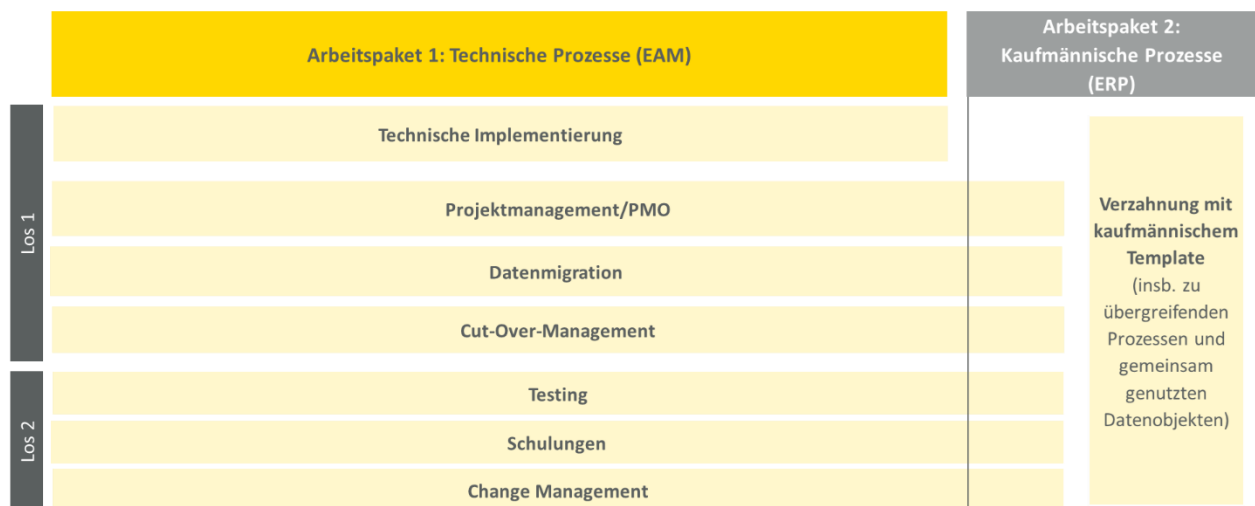 Arbeitspaket 1: Technische Prozesse (EAM)
Arbeitspaket 2:
Kaufmännische Prozesse
(ERP)
Los 1
Technische Implementierung
Projektmanagement/PMO
Datenmigration
Cut-Over-Management
Los 2
Testing
Schulungen
Change Management
Verzahnung mit
kaufmännischem
Template
(insb. zu
übergreifenden
Prozessen und
gemeinsam
genutzten
Datenobjekten)